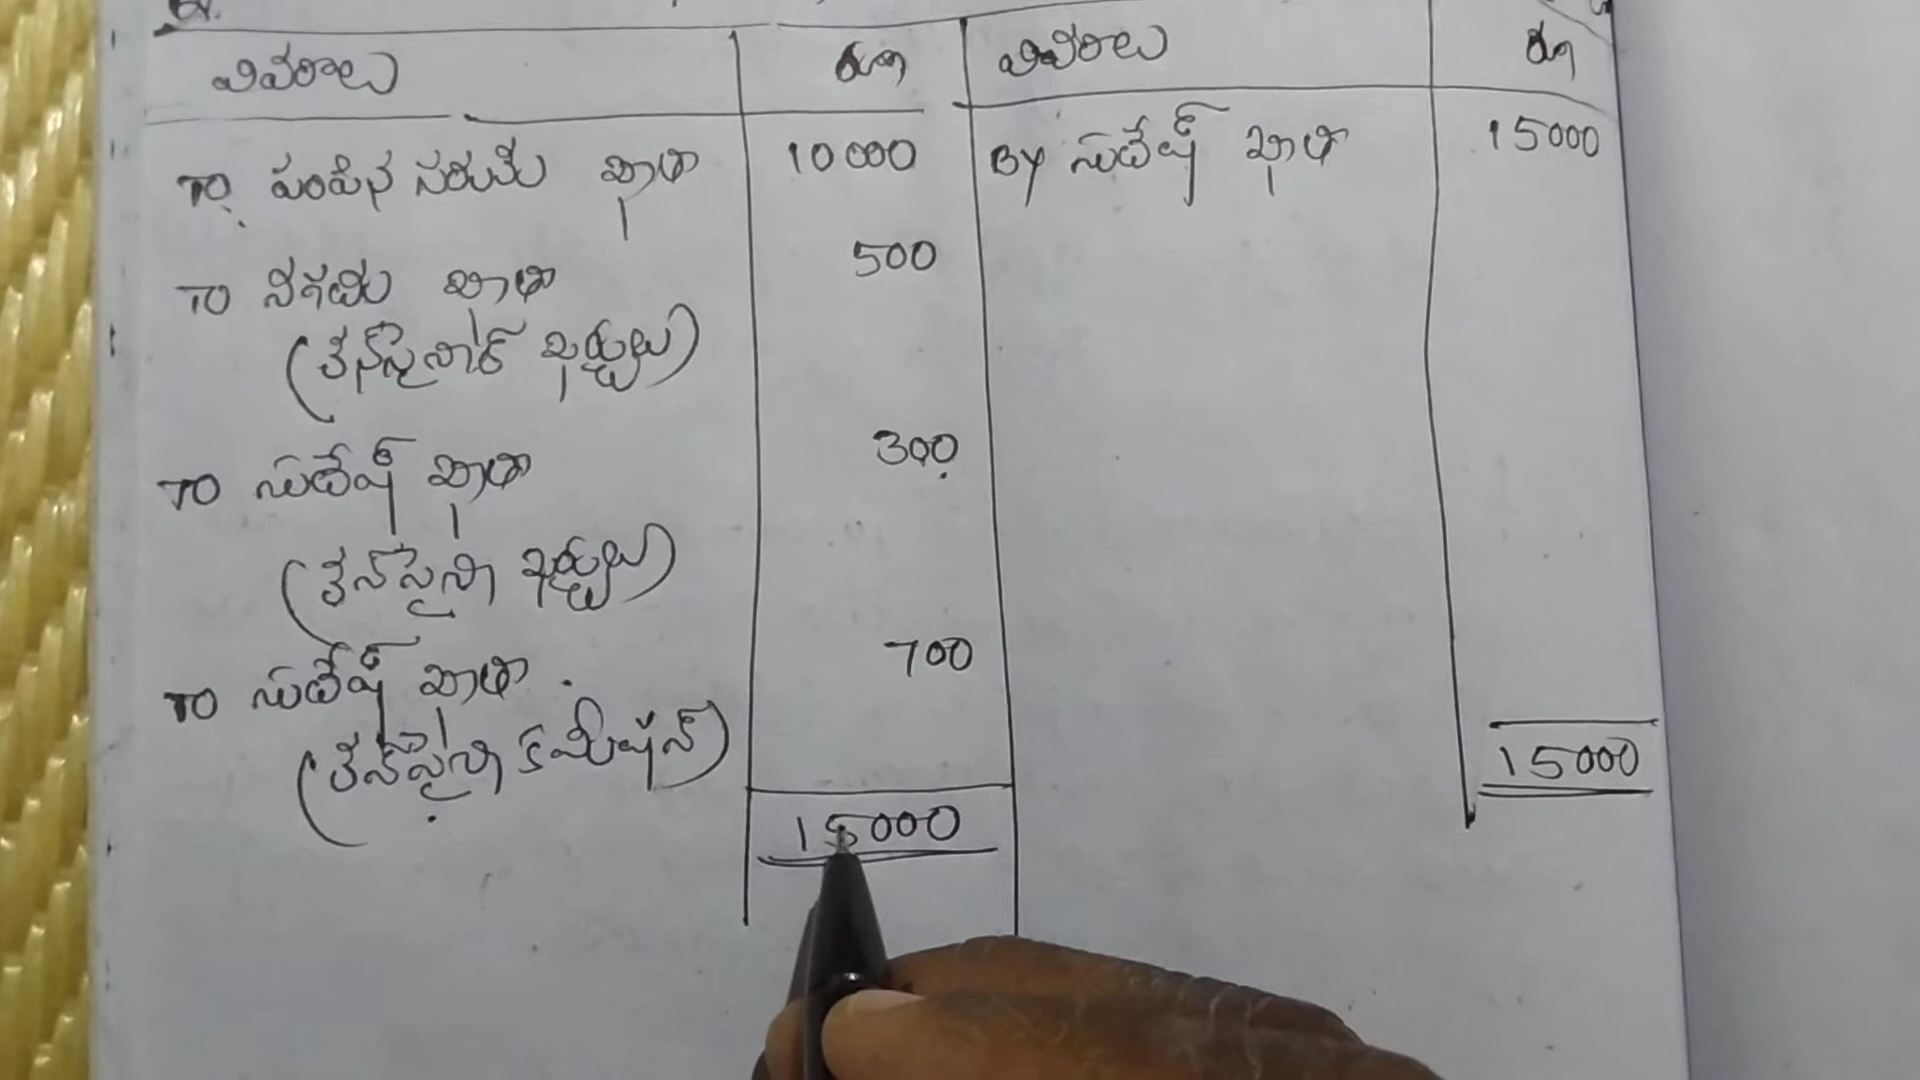 వివరాలు రూ వివరాలు రూ
To పంపిన సరుకు ఖాతా 10000 By సురేష్ ఖాతా 15000
To నగదు ఖాతా 500
(కన్‌సైనార్ ఖర్చులు)
To సురేష్ ఖాతా 300
(కన్‌సైనీ ఖర్చులు)
To సురేష్ ఖాతా 700
(కన్‌సైనీ కమీషన్)
15000
15000